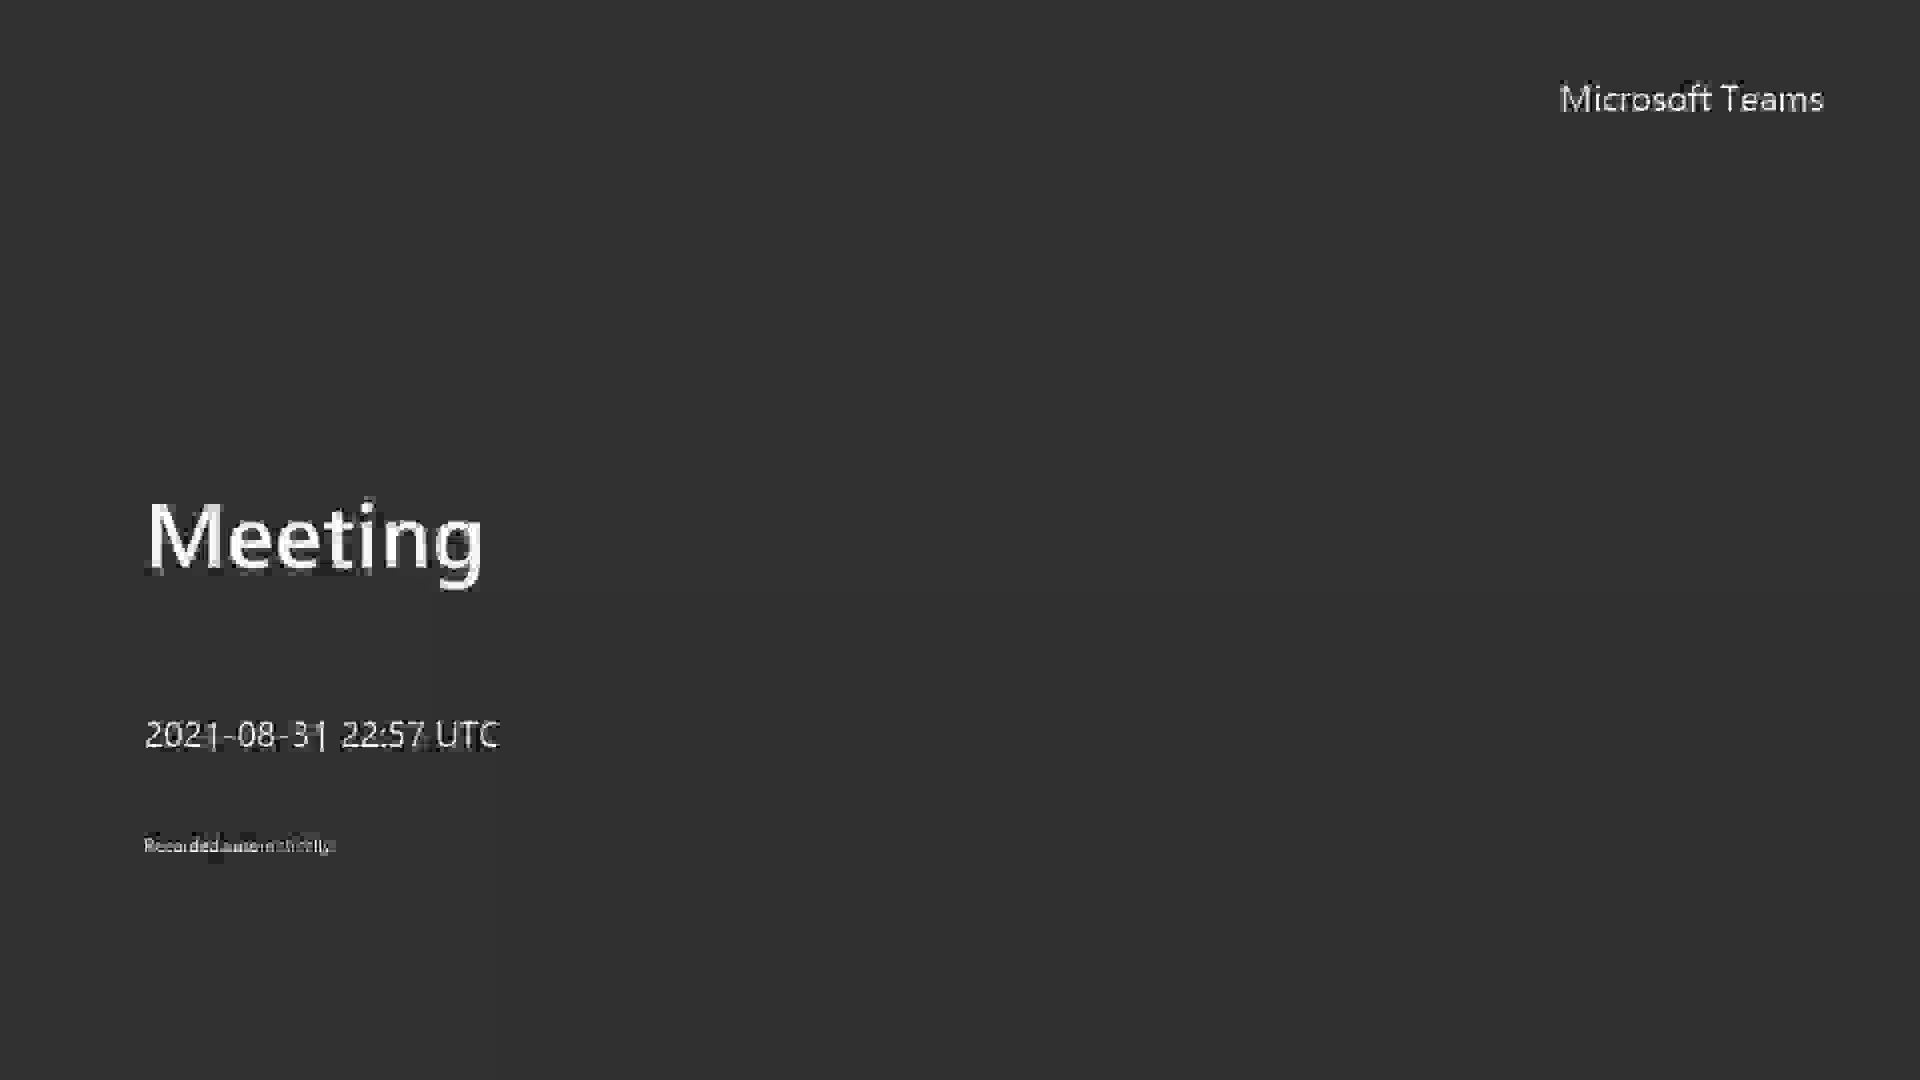 Microsoft Teams
Meeting
2021-08-31 22:57 UTC
Recorded automatically